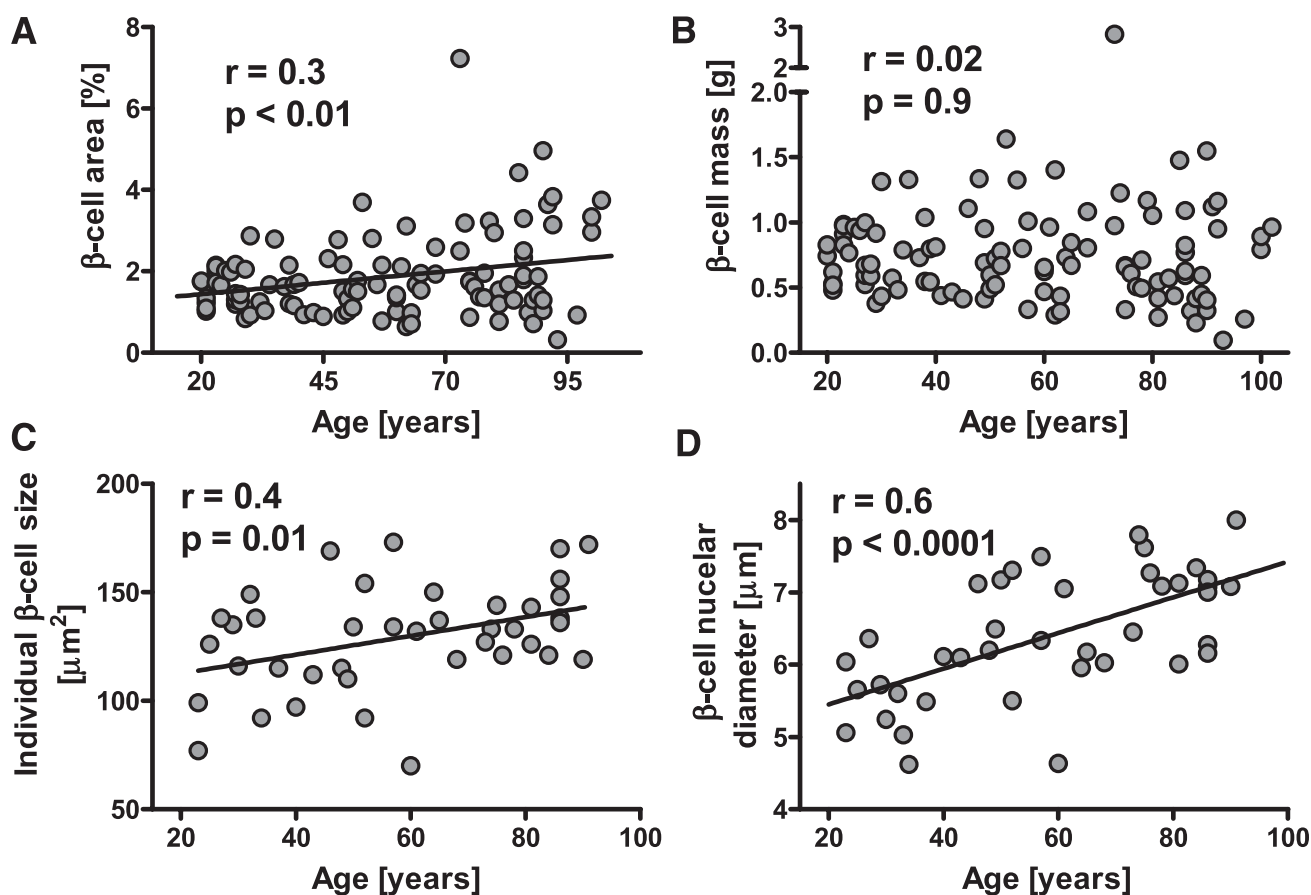 A
β-cell area [%]
8
6
4
2
0
r = 0.3
p < 0.01
20 45 70 95
Age [years]
B
β-cell mass [g]
3
2
2.0
1.5
1.0
0.5
0.0
r = 0.02
p = 0.9
20 40 60 80 100
Age [years]
C
Individual β-cell size
[µm2]
200
150
100
50
r = 0.4
p = 0.01
20 40 60 80 100
Age [years]
D
β-cell nucelar
diameter [µm]
8
7
6
5
4
r = 0.6
p < 0.0001
20 40 60 80 100
Age [years]